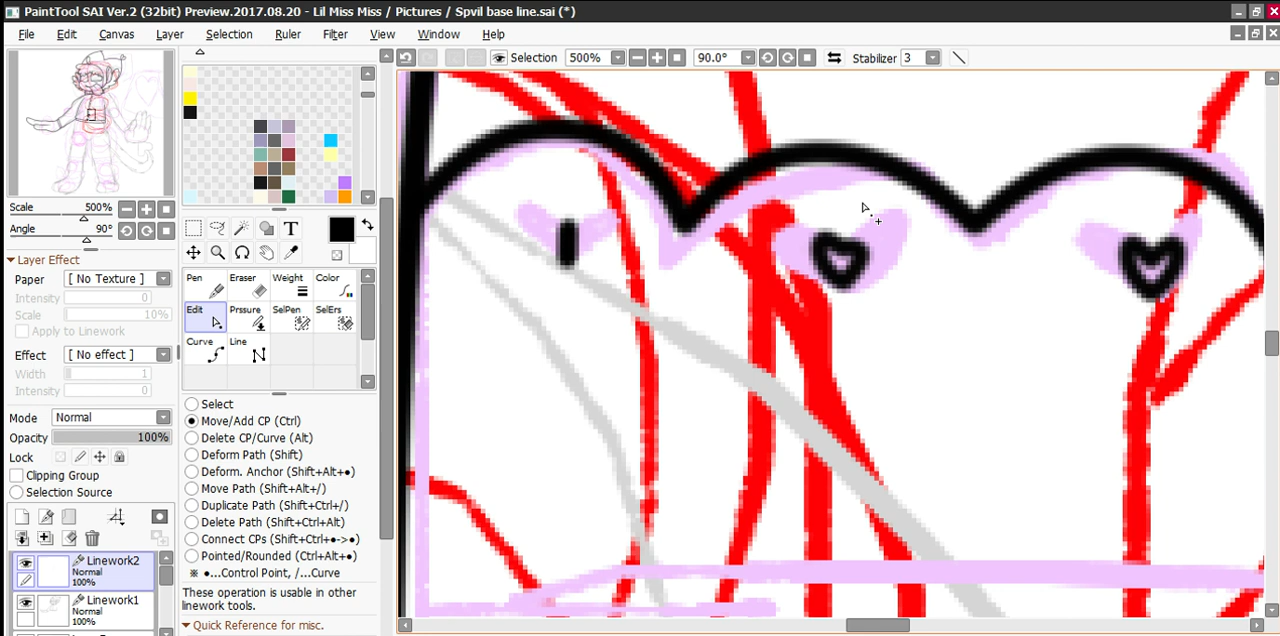 PaintTool SAI Ver.2 (32bit) Preview.2017.08.20 - Lil Miss Miss / Pictures / Spvil base line.sai (*)
File Edit Canvas Layer Selection Ruler Filter View Window Help
Selection 500% 90.0° Stabilizer 3
Scale 500%
Angle 90°
Layer Effect
Paper [ No Texture ]
Intensity 0
Scale 10%
Apply to Linework
Effect [ No effect ]
Width 1
Intensity 0
Mode Normal
Opacity 100%
Lock
Clipping Group
Selection Source
Linework2
Normal
100%
Linework1
Normal
100%
T
Pen Eraser Weight Color
Edit Prssure SelPen SelErs
Curve Line
Select
Move/Add CP (Ctrl)
Delete CP/Curve (Alt)
Deform Path (Shift)
Deform. Anchor (Shift+Alt+●)
Move Path (Shift+Alt+/)
Duplicate Path (Shift+Ctrl+/)
Delete Path (Shift+Ctrl+Alt)
Connect CPs (Shift+Ctrl+●->●)
Pointed/Rounded (Ctrl+Alt+●)
※ ●...Control Point, /...Curve
These operation is usable in other
linework tools.
Quick Reference for misc.